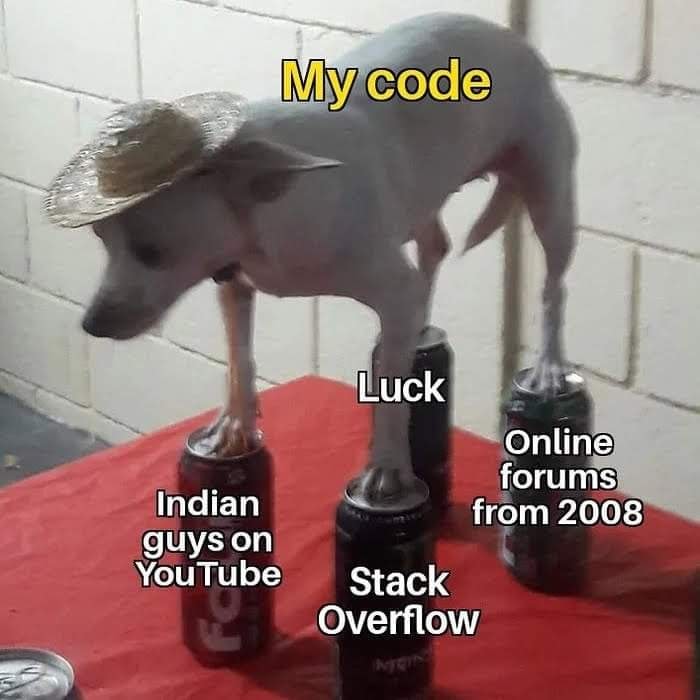 My code
Luck
Online
forums
from 2008
Indian
guys on
YouTube
Stack
Overflow